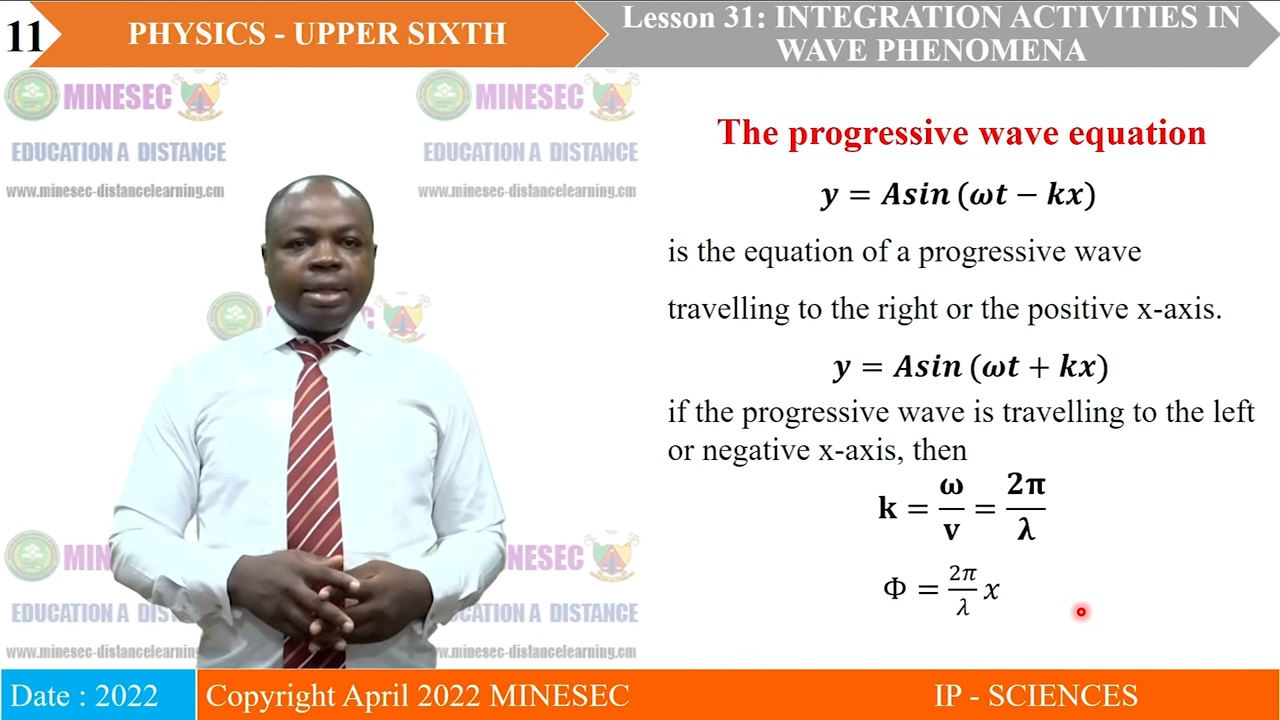 11
PHYSICS - UPPER SIXTH
Lesson 31: INTEGRATION ACTIVITIES IN
WAVE PHENOMENA
MINESEC
MINESEC
EDUCATION A DISTANCE
EDUCATION A DISTANCE
www.minesec-distancelearning.cm
www.minesec-distancelearning.cm
The progressive wave equation
y = Asin (ωt − kx)
is the equation of a progressive wave
travelling to the right or the positive x-axis.
y = Asin (ωt + kx)
if the progressive wave is travelling to the left
or negative x-axis, then
k = ω/v = 2π/λ
Φ = 2π/λ x
Date : 2022
Copyright April 2022 MINESEC
IP - SCIENCES